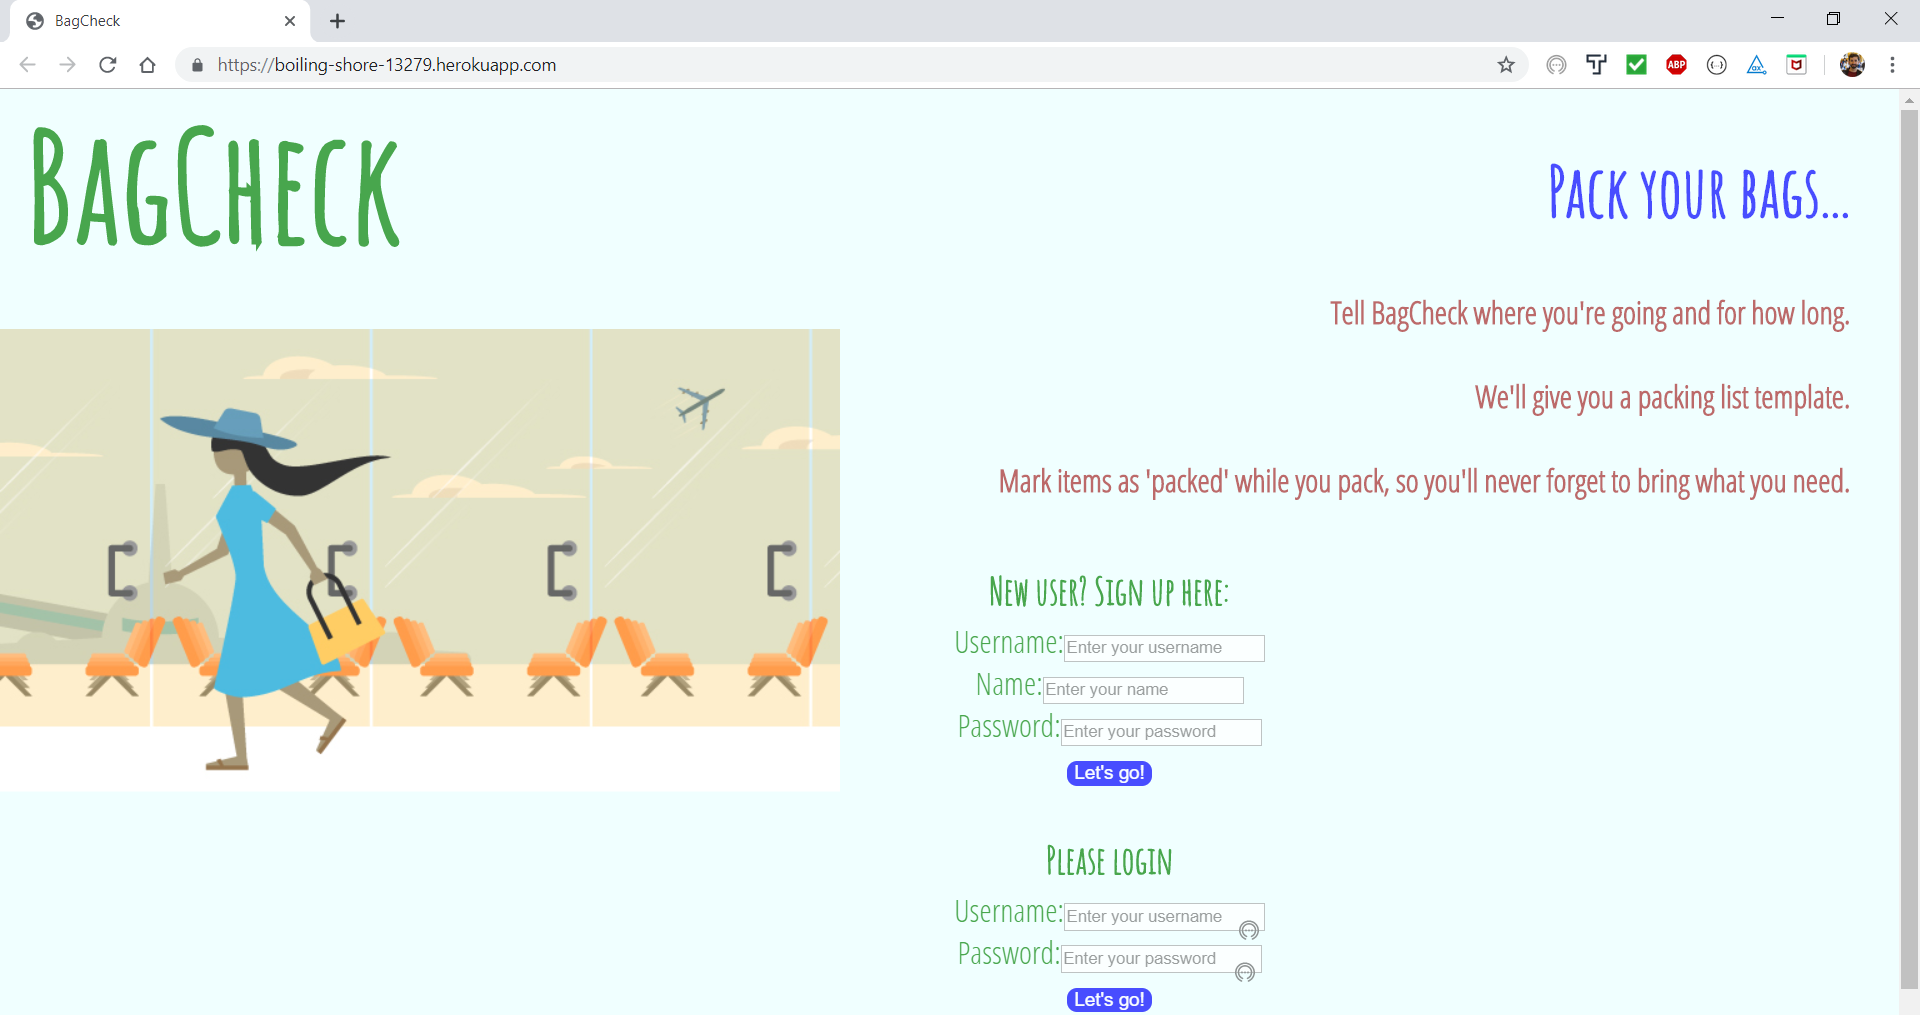 BagCheck
https://boiling-shore-13279.herokuapp.com
ABP
BagCheck
Pack your bags...
Tell BagCheck where you're going and for how long.
We'll give you a packing list template.
Mark items as 'packed' while you pack, so you'll never forget to bring what you need.
New user? Sign up here:
Username: Enter your username
Name: Enter your name
Password: Enter your password
Let's go!
Please login
Username: Enter your username
Password: Enter your password
Let's go!